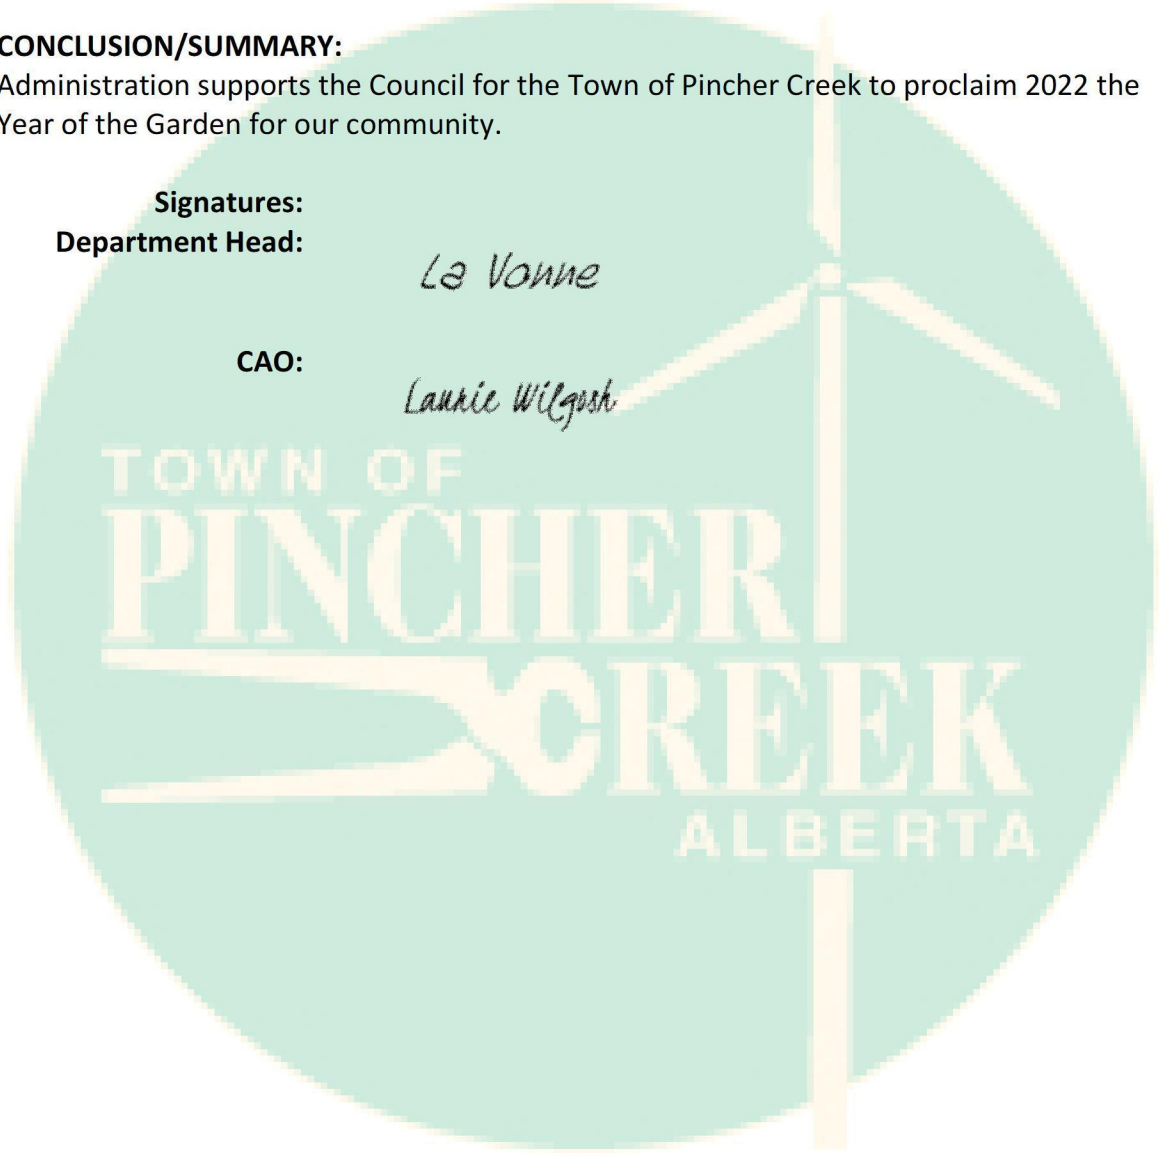 CONCLUSION/SUMMARY:
Administration supports the Council for the Town of Pincher Creek to proclaim 2022 the
Year of the Garden for our community.
Signatures:
Department Head:
La Vonne
CAO:
Laurie Wilgosh
TOWN OF
PINCHER
CREEK
ALBERTA